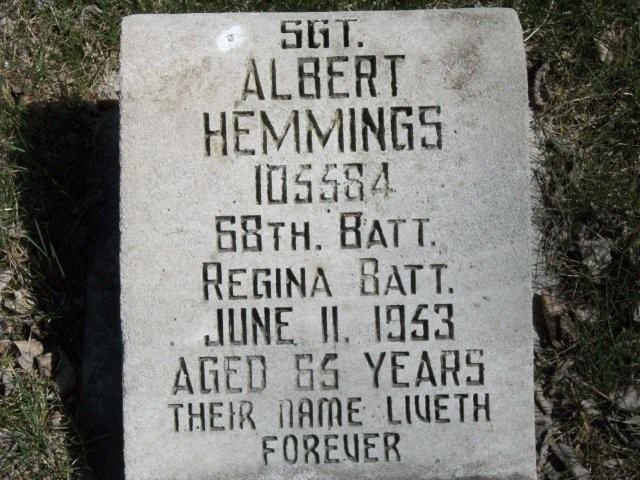 SGT.
ALBERT
HEMMINGS
105584
68TH. BATT.
REGINA BATT.
JUNE 11. 1953
AGED 65 YEARS
THEIR NAME LIVETH
FOREVER